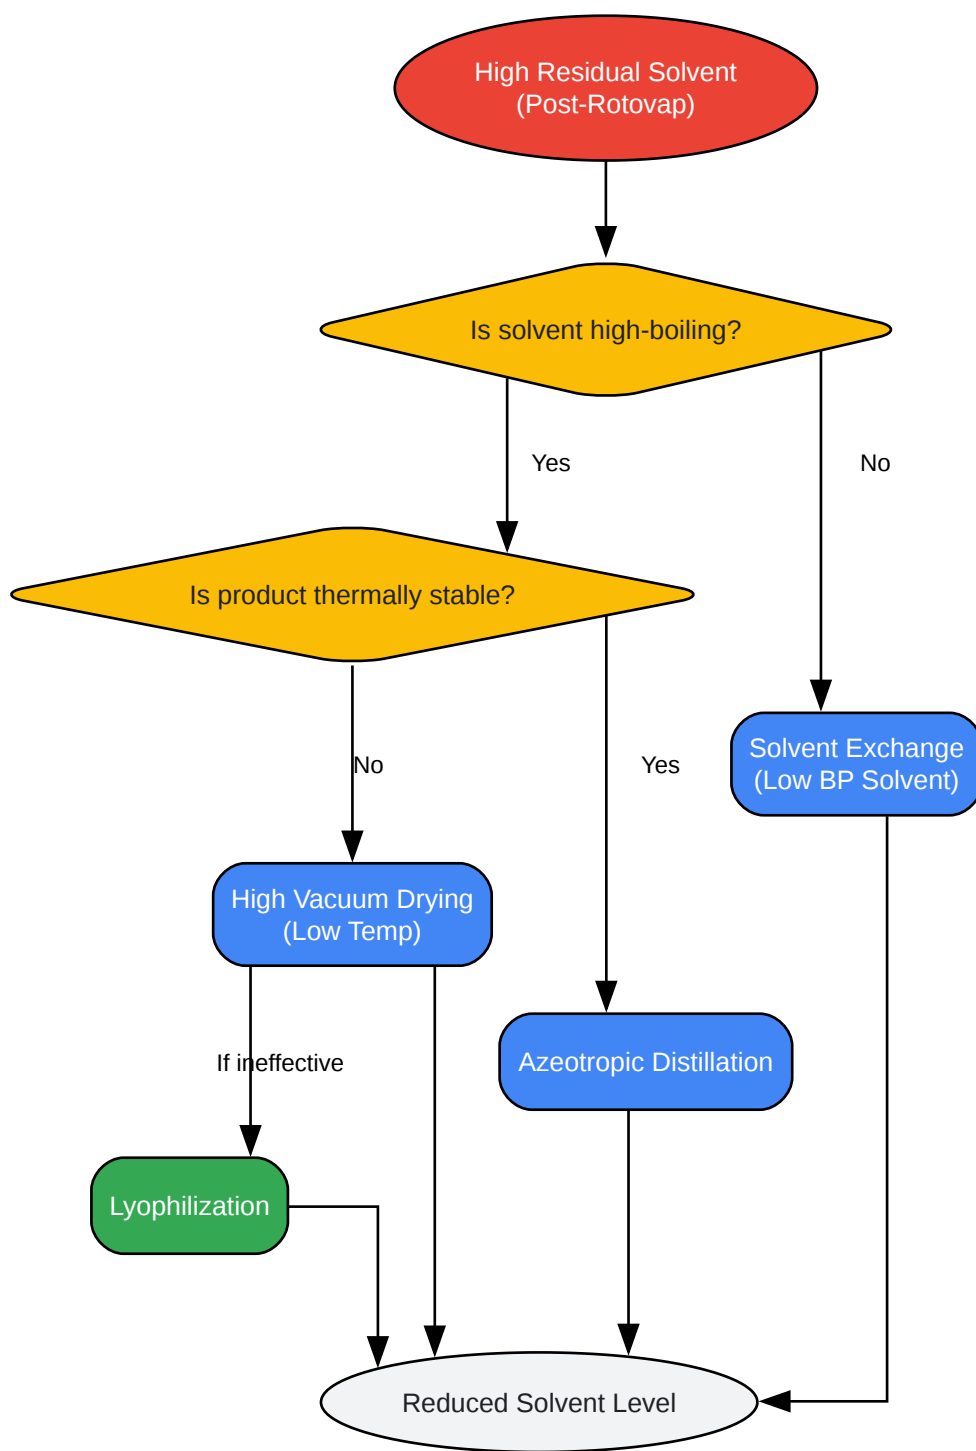 High Residual Solvent
(Post-Rotovap)
Is solvent high-boiling?
Yes
No
Is product thermally stable?
Solvent Exchange
(Low BP Solvent)
No
Yes
High Vacuum Drying
(Low Temp)
If ineffective
Azeotropic Distillation
Lyophilization
Reduced Solvent Level